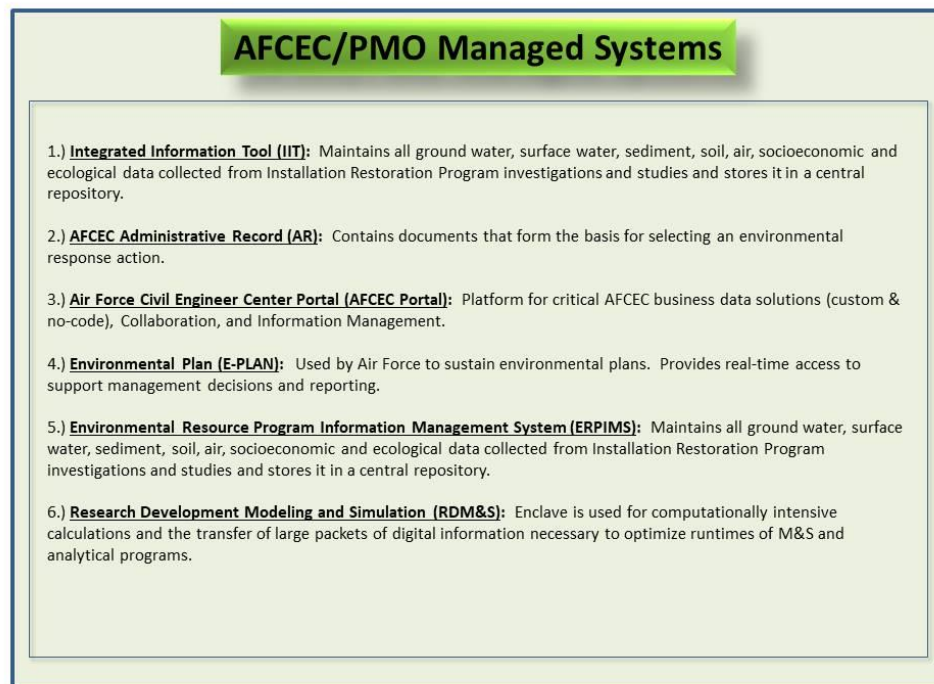 AFCEC/PMO Managed Systems
1.) Integrated Information Tool (IIT): Maintains all ground water, surface water, sediment, soil, air, socioeconomic and
ecological data collected from Installation Restoration Program investigations and studies and stores it in a central
repository.
2.) AFCEC Administrative Record (AR): Contains documents that form the basis for selecting an environmental
response action.
3.) Air Force Civil Engineer Center Portal (AFCEC Portal): Platform for critical AFCEC business data solutions (custom &
no-code), Collaboration, and Information Management.
4.) Environmental Plan (E-PLAN): Used by Air Force to sustain environmental plans. Provides real-time access to
support management decisions and reporting.
5.) Environmental Resource Program Information Management System (ERPIMS): Maintains all ground water, surface
water, sediment, soil, air, socioeconomic and ecological data collected from Installation Restoration Program
investigations and studies and stores it in a central repository.
6.) Research Development Modeling and Simulation (RDM&S): Enclave is used for computationally intensive
calculations and the transfer of large packets of digital information necessary to optimize runtimes of M&S and
analytical programs.